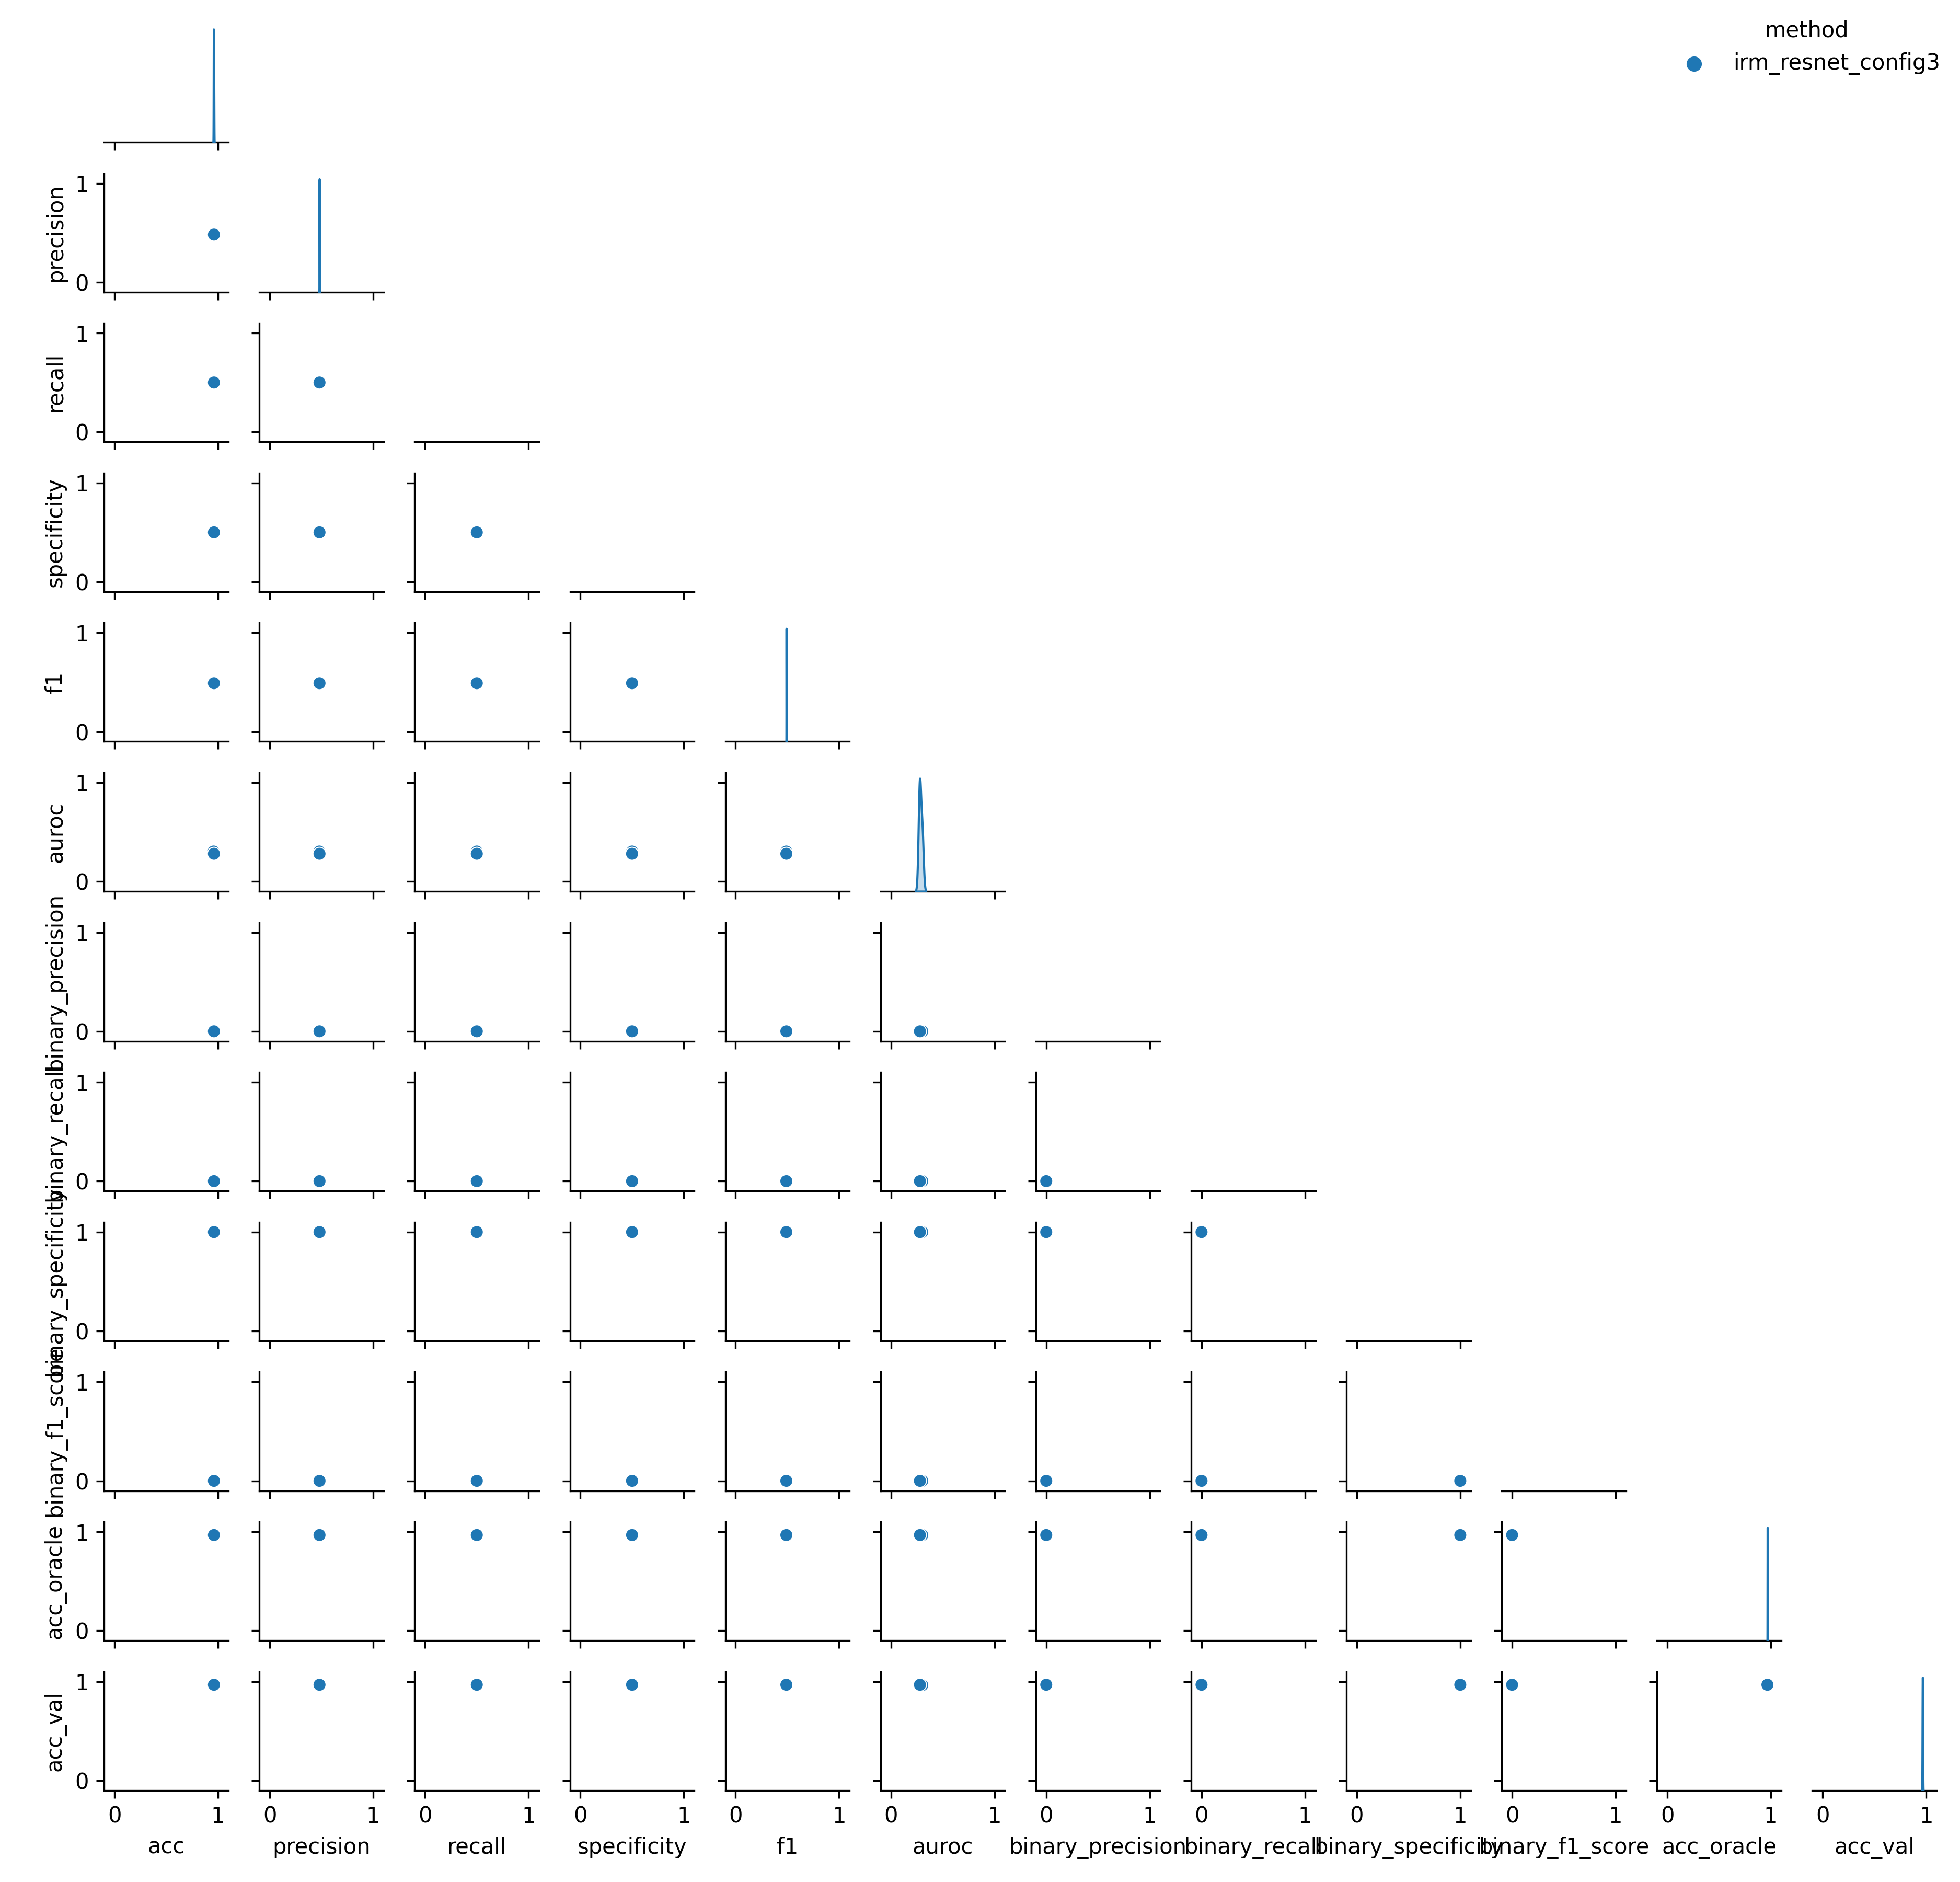 method
irm_resnet_config3
precision
1
0
recall
1
0
specificity
1
0
f1
1
0
auroc
1
0
binary_precision
1
0
binary_recall
1
0
binary_specificity
1
0
binary_f1_score
1
0
acc_oracle
1
0
acc_val
1
0
0 1 0 1 0 1 0 1 0 1 0 1 0 1 0 1 0 1 0 1 0 1 0 1
acc precision recall specificity f1 auroc binary_precision binary_recall binary_specificity binary_f1_score acc_oracle acc_val